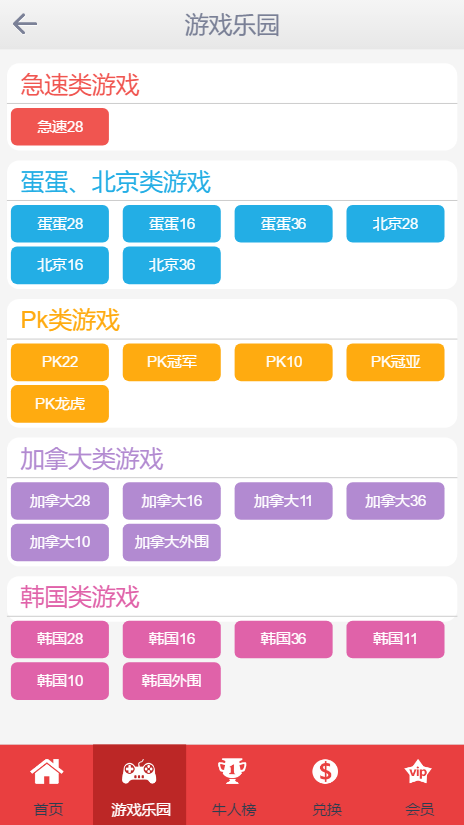 游戏乐园
急速类游戏
急速28
蛋蛋、北京类游戏
蛋蛋28 蛋蛋16 蛋蛋36 北京28
北京16 北京36
Pk类游戏
PK22 PK冠军 PK10 PK冠亚
PK龙虎
加拿大类游戏
加拿大28 加拿大16 加拿大11 加拿大36
加拿大10 加拿大外围
韩国类游戏
韩国28 韩国16 韩国36 韩国11
韩国10 韩国外围
1 $ vip
首页 游戏乐园 牛人榜 兑换 会员